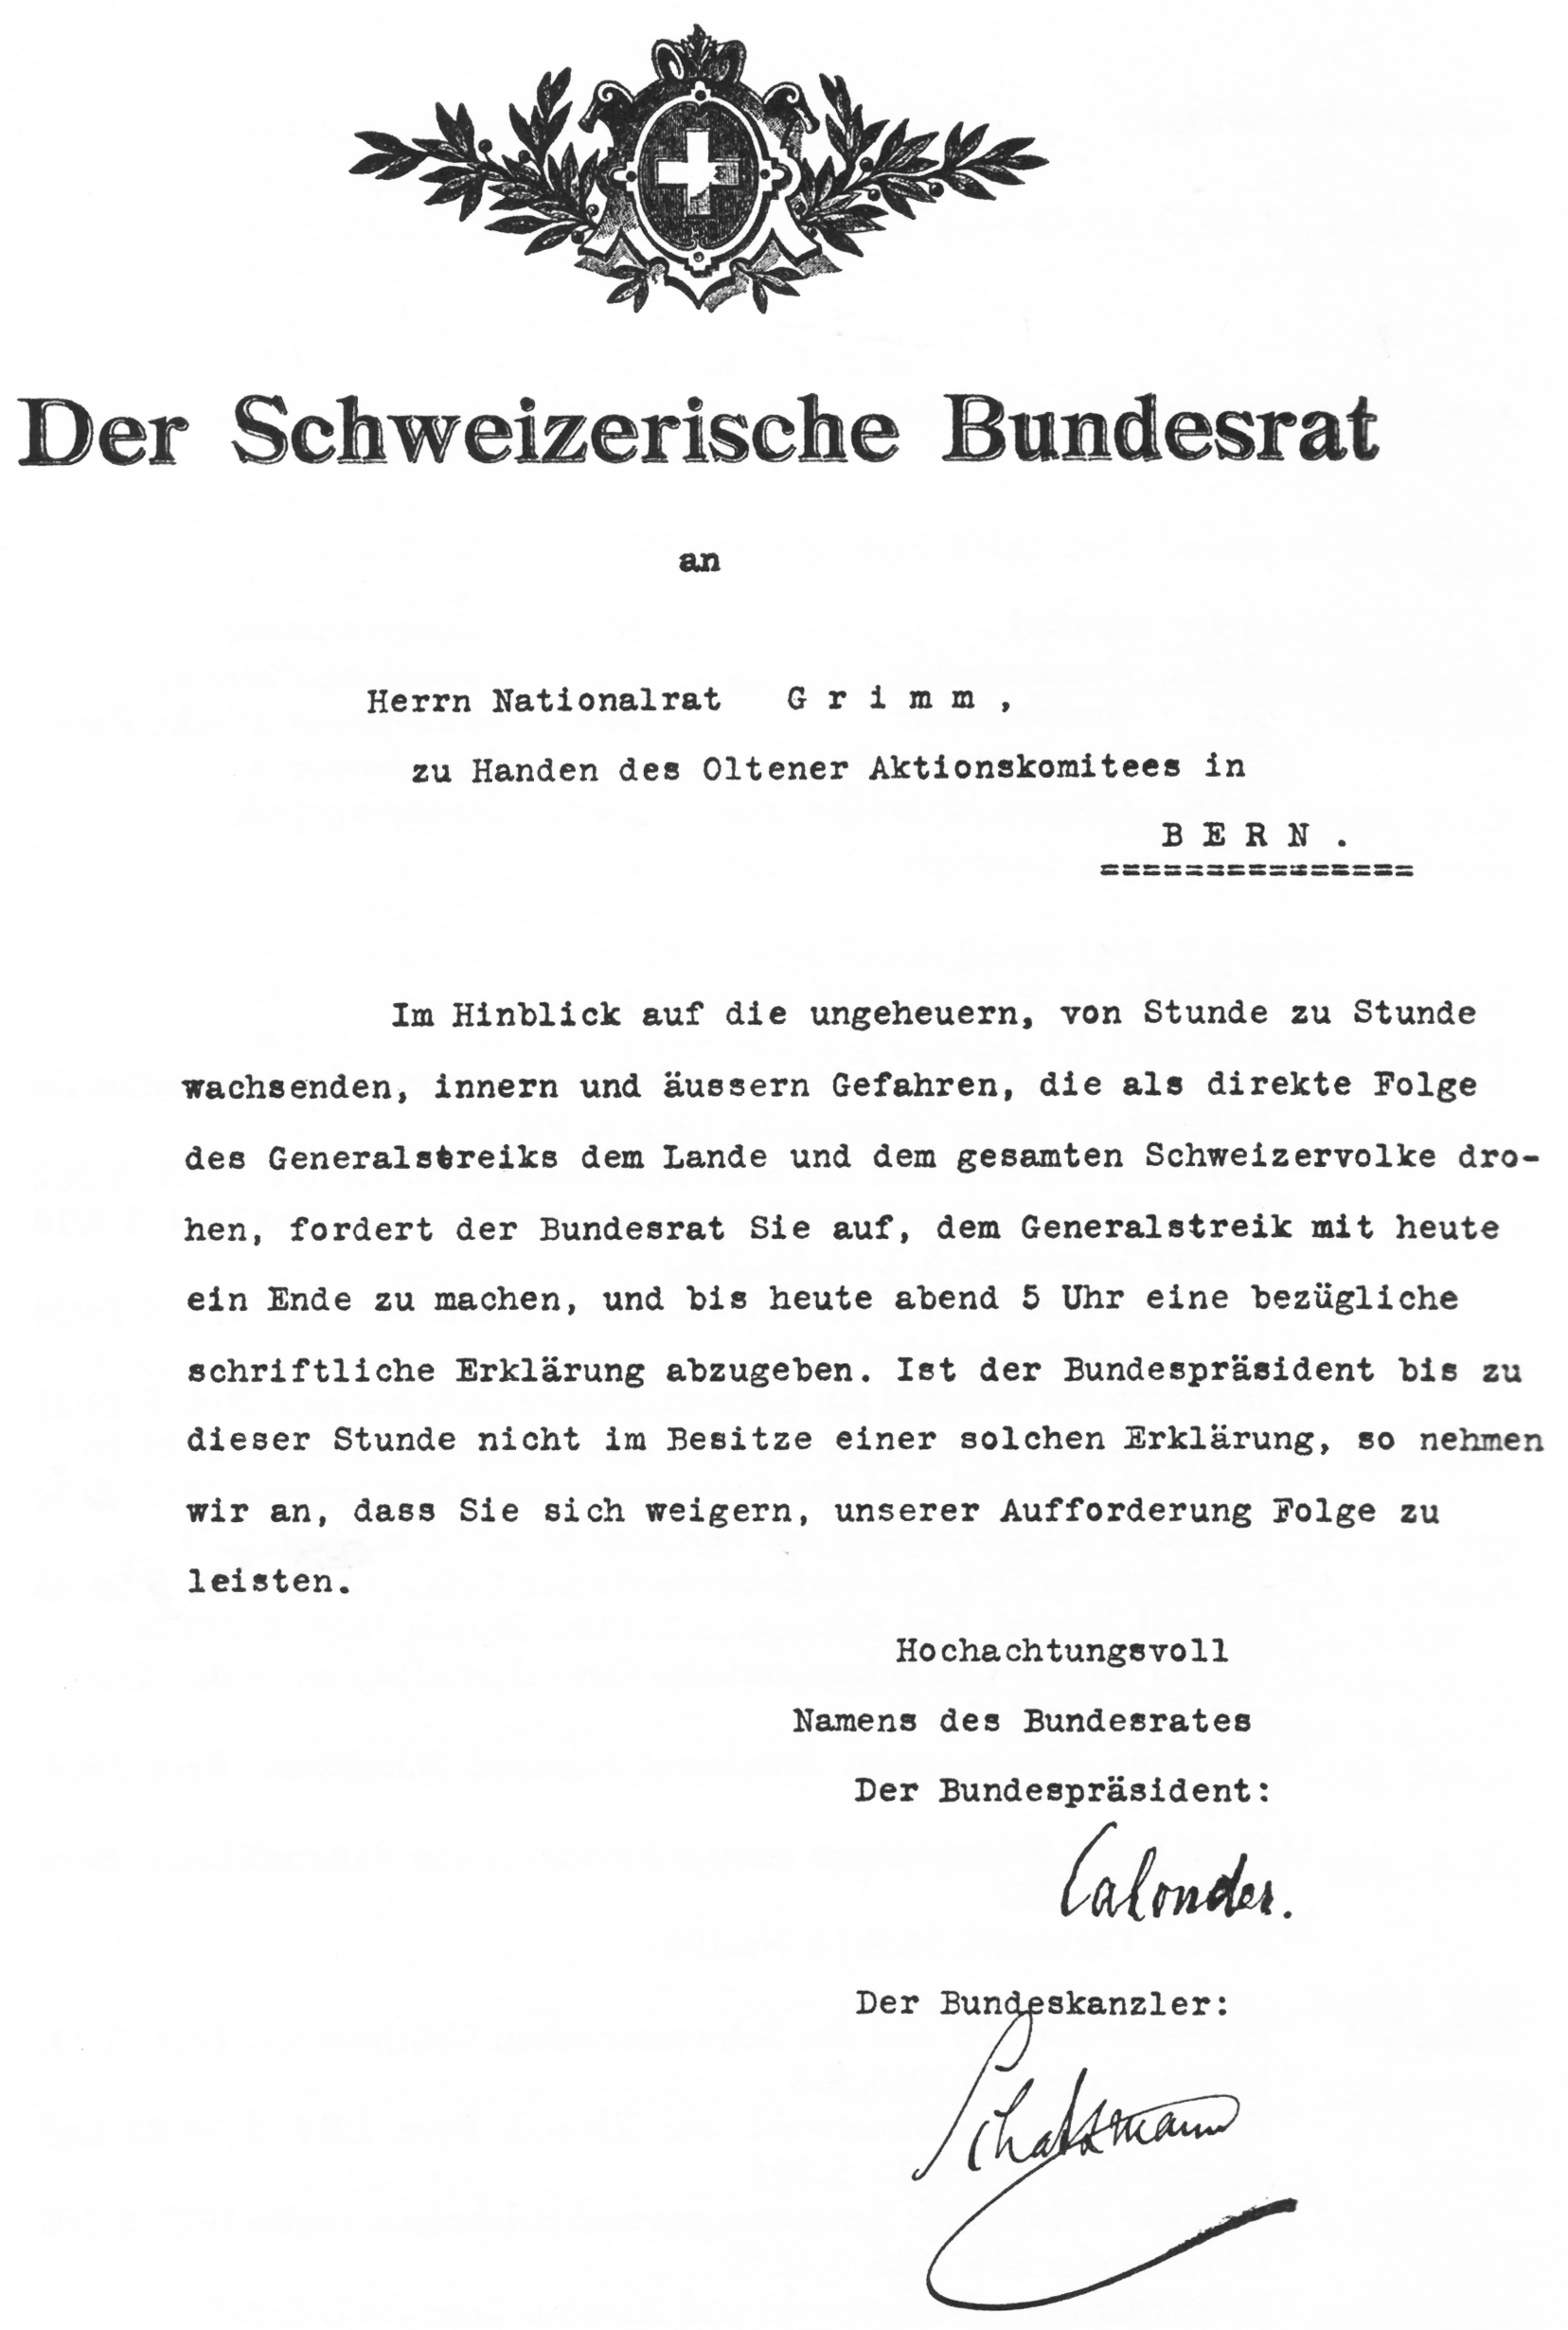 Der Schweizerische Bundesrat
an
Herrn Nationalrat G r i m m ,
zu Handen des Oltener Aktionskomitees in
B E R N .
===============
Im Hinblick auf die ungeheuern, von Stunde zu Stunde
wachsenden, innern und äussern Gefahren, die als direkte Folge
des Generalstreiks dem Lande und dem gesamten Schweizervolke dro-
hen, fordert der Bundesrat Sie auf, dem Generalstreik mit heute
ein Ende zu machen, und bis heute abend 5 Uhr eine bezügliche
schriftliche Erklärung abzugeben. Ist der Bundespräsident bis zu
dieser Stunde nicht im Besitze einer solchen Erklärung, so nehmen
wir an, dass Sie sich weigern, unserer Aufforderung Folge zu
leisten.
Hochachtungsvoll
Namens des Bundesrates
Der Bundespräsident:
Calonder.
Der Bundeskanzler:
Schatzmann